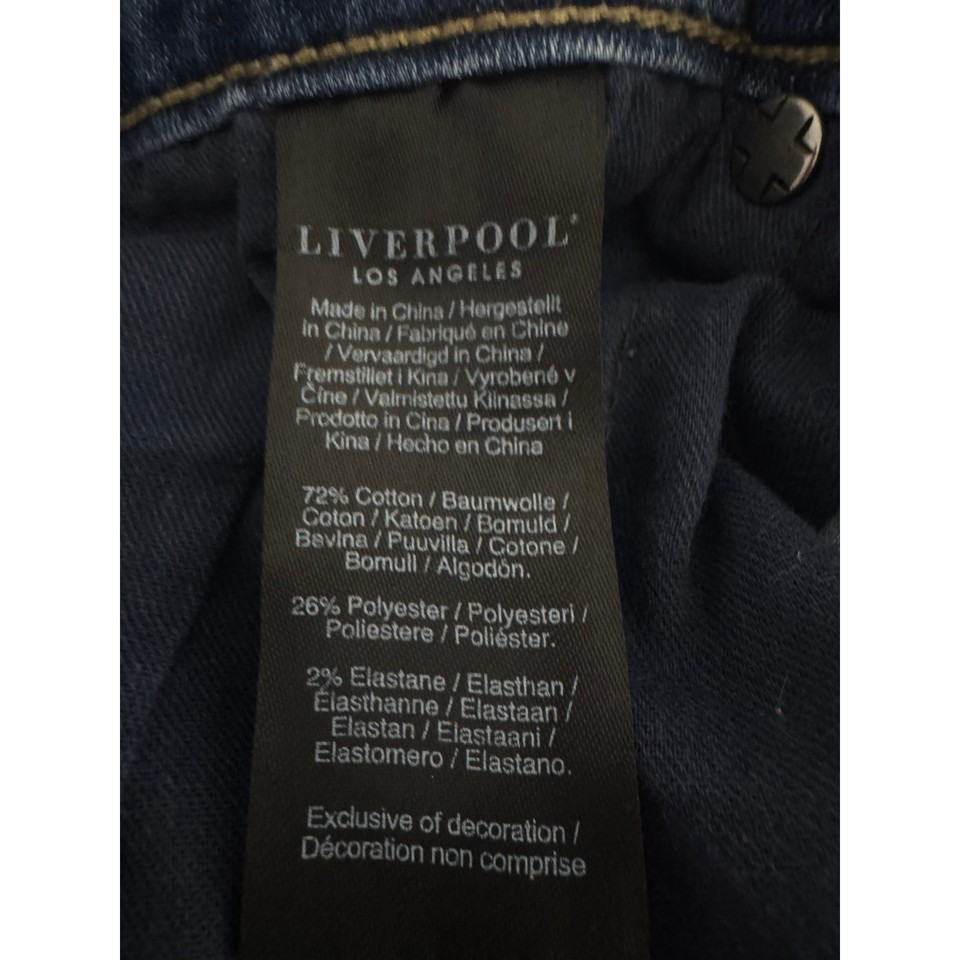 LIVERPOOL®
LOS ANGELES
Made in China / Hergestellt
in China / Fabriqué en Chine
/ Vervaardigd in China /
Fremstillet i Kina / Vyrobené v
Číne / Valmistettu Kiinassa /
Prodotto in Cina / Produsert i
Kina / Hecho en China
72% Cotton / Baumwolle /
Coton / Katoen / Bomuld /
Bavlna / Puuvilla / Cotone /
Bomull / Algodón.
26% Polyester / Polyesteri /
Poliestere / Poliéster.
2% Elastane / Elasthan /
Élasthanne / Elastaan /
Elastan / Elastaani /
Elastomero / Elastano.
Exclusive of decoration /
Décoration non comprise